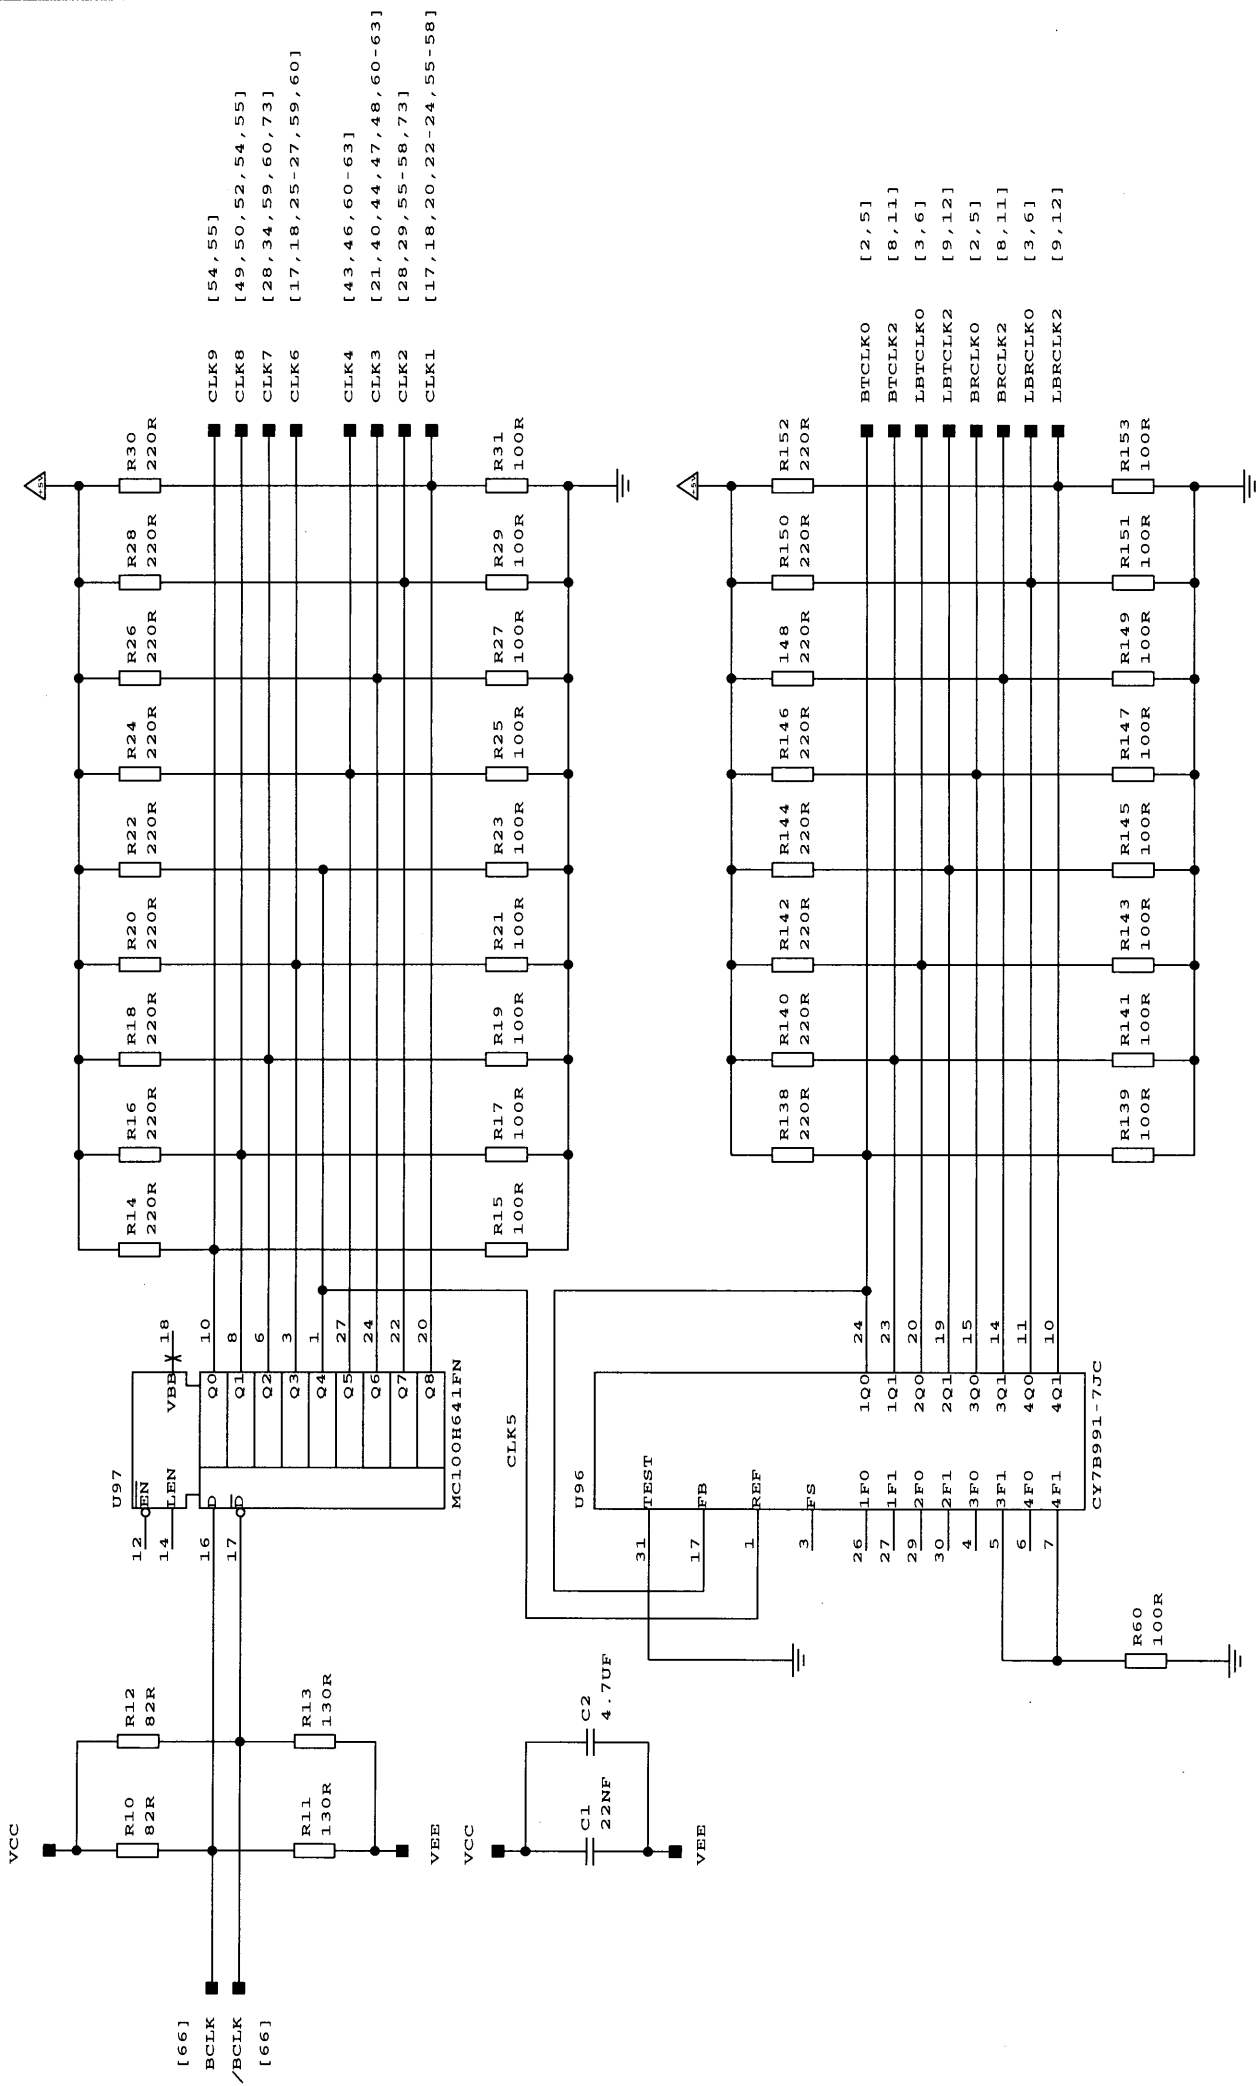 [66]
BCLK
/BCLK
[66]
VCC
R10
82R
R12
82R
R11
130R
R13
130R
VEE
VCC
C1
22NF
C2
4.7UF
VEE
U97
12
EN
14
LEN
16
D
17
D
VBB
18
Q0
10
Q1
8
Q2
6
Q3
3
Q4
1
Q5
27
Q6
24
Q7
22
Q8
20
MC100H641FN
CLK5
R14
220R
R16
220R
R18
220R
R20
220R
R22
220R
R24
220R
R26
220R
R28
220R
R30
220R
+5V
R15
100R
R17
100R
R19
100R
R21
100R
R23
100R
R25
100R
R27
100R
R29
100R
R31
100R
CLK9 [54,55]
CLK8 [49,50,52,54,55]
CLK7 [28,34,59,60,73]
CLK6 [17,18,25-27,59,60]
CLK4 [43,46,60-63]
CLK3 [21,40,44,47,48,60-63]
CLK2 [28,29,55-58,73]
CLK1 [17,18,20,22-24,55-58]
U96
31
TEST
17
FB
1
REF
3
FS
26
1F0
27
1F1
29
2F0
30
2F1
4
3F0
5
3F1
6
4F0
7
4F1
1Q0
24
1Q1
23
2Q0
20
2Q1
19
3Q0
15
3Q1
14
4Q0
11
4Q1
10
CY7B991-7JC
R60
100R
R138
220R
R140
220R
R142
220R
R144
220R
R146
220R
148
220R
R150
220R
R152
220R
+5V
R139
100R
R141
100R
R143
100R
R145
100R
R147
100R
R149
100R
R151
100R
R153
100R
BTCLK0 [2,5]
BTCLK2 [8,11]
LBTCLK0 [3,6]
LBTCLK2 [9,12]
BRCLK0 [2,5]
BRCLK2 [8,11]
LBRCLK0 [3,6]
LBRCLK2 [9,12]